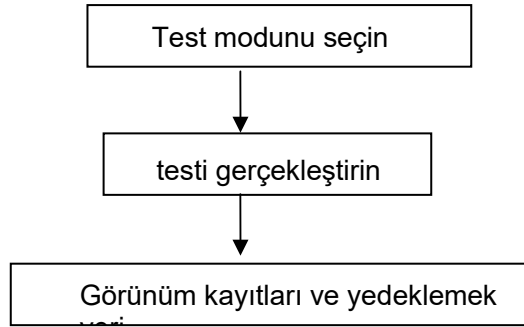 Test modunu seçin
testi gerçekleştirin
Görünüm kayıtları ve yedeklemek